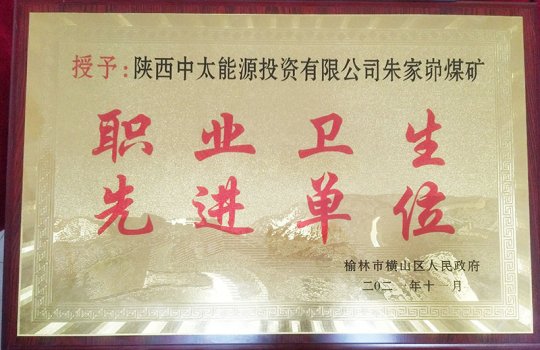 授予：陕西中太能源投资有限公司朱家峁煤矿
职业卫生
先进单位
榆林市横山区人民政府
二〇二一年十一月